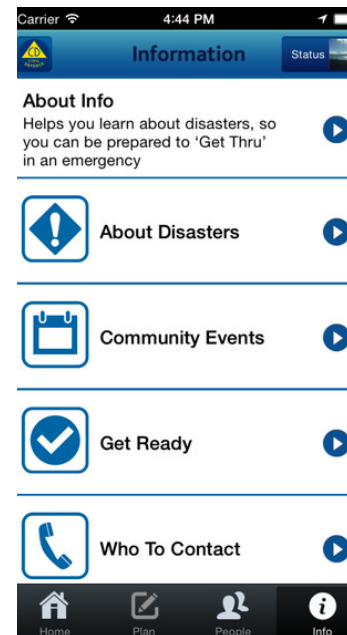 Carrier 4:44 PM
CD
Information
Status
About Info
Helps you learn about disasters, so
you can be prepared to ‘Get Thru’
in an emergency
About Disasters
Community Events
Get Ready
Who To Contact
Home Plan People Info